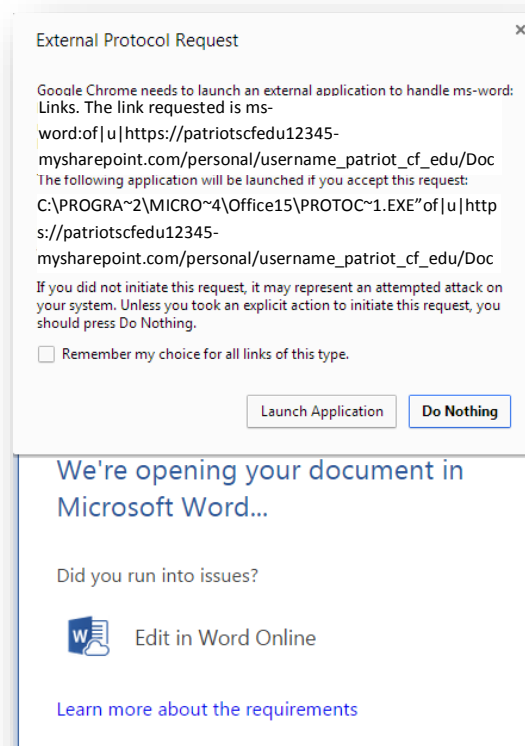 External Protocol Request
Google Chrome needs to launch an external application to handle ms-word:
Links. The link requested is ms-
word:of|u|https://patriotscfedu12345-
mysharepoint.com/personal/username_patriot_cf_edu/Doc
The following application will be launched if you accept this request:
C:\PROGRA~2\MICRO~4\Office15\PROTOC~1.EXE”of|u|http
s://patriotscfedu12345-
mysharepoint.com/personal/username_patriot_cf_edu/Doc
If you did not initiate this request, it may represent an attempted attack on
your system. Unless you took an explicit action to initiate this request, you
should press Do Nothing.
Remember my choice for all links of this type.
Launch Application Do Nothing
We're opening your document in
Microsoft Word...
Did you run into issues?
Edit in Word Online
Learn more about the requirements